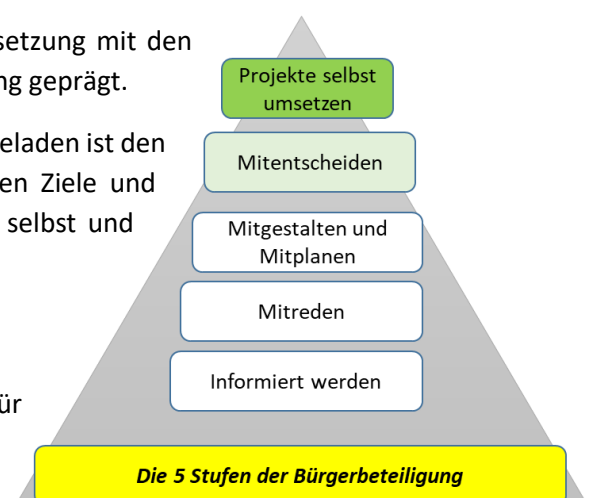 setzung mit den
ng geprägt.
eladen ist den
en Ziele und
selbst und
ür
Projekte selbst
umsetzen
Mitentscheiden
Mitgestalten und
Mitplanen
Mitreden
Informiert werden
Die 5 Stufen der Bürgerbeteiligung